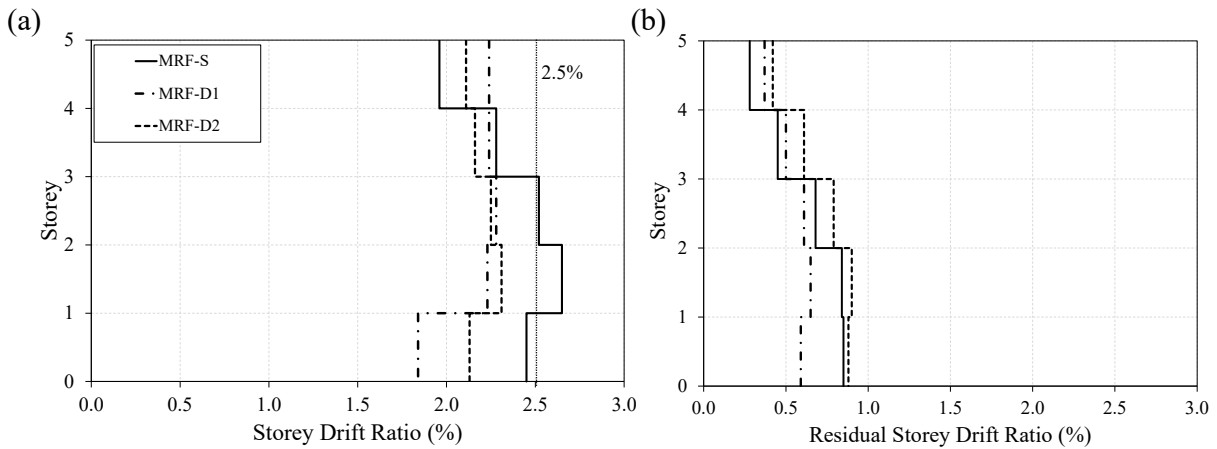 (a)
5
4
3
2
1
0
Storey
MRF-S
MRF-D1
MRF-D2
2.5%
0.0 0.5 1.0 1.5 2.0 2.5 3.0
Storey Drift Ratio (%)
(b)
5
4
3
2
1
0
Storey
0.0 0.5 1.0 1.5 2.0 2.5 3.0
Residual Storey Drift Ratio (%)